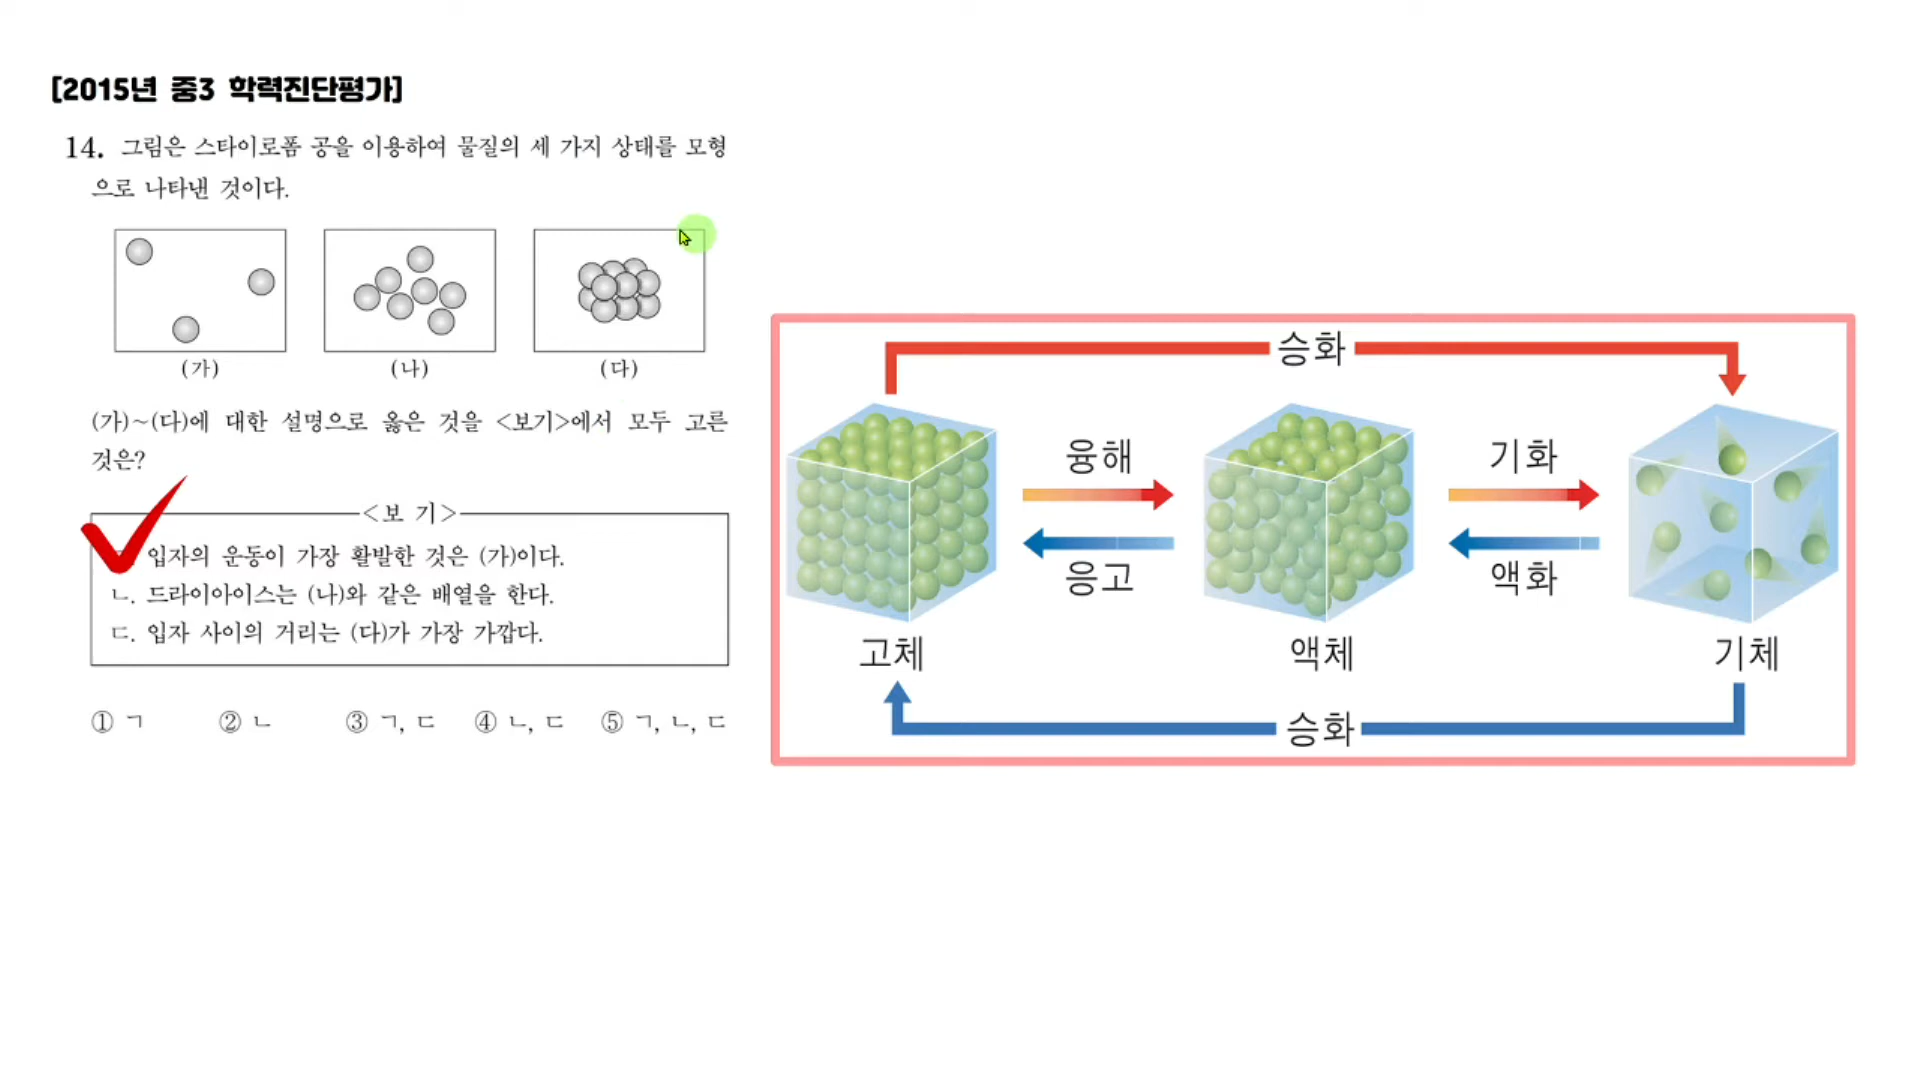 [2015년 중3 학력진단평가]
14. 그림은 스타이로폼 공을 이용하여 물질의 세 가지 상태를 모형
으로 나타낸 것이다.
(가) (나) (다)
(가)~(다)에 대한 설명으로 옳은 것을 <보기>에서 모두 고른
것은?
<보 기>
입자의 운동이 가장 활발한 것은 (가)이다.
ㄴ. 드라이아이스는 (나)와 같은 배열을 한다.
ㄷ. 입자 사이의 거리는 (다)가 가장 가깝다.
① ㄱ ② ㄴ ③ ㄱ, ㄷ ④ ㄴ, ㄷ ⑤ ㄱ, ㄴ, ㄷ
승화
융해 기화
응고 액화
고체 액체 기체
승화